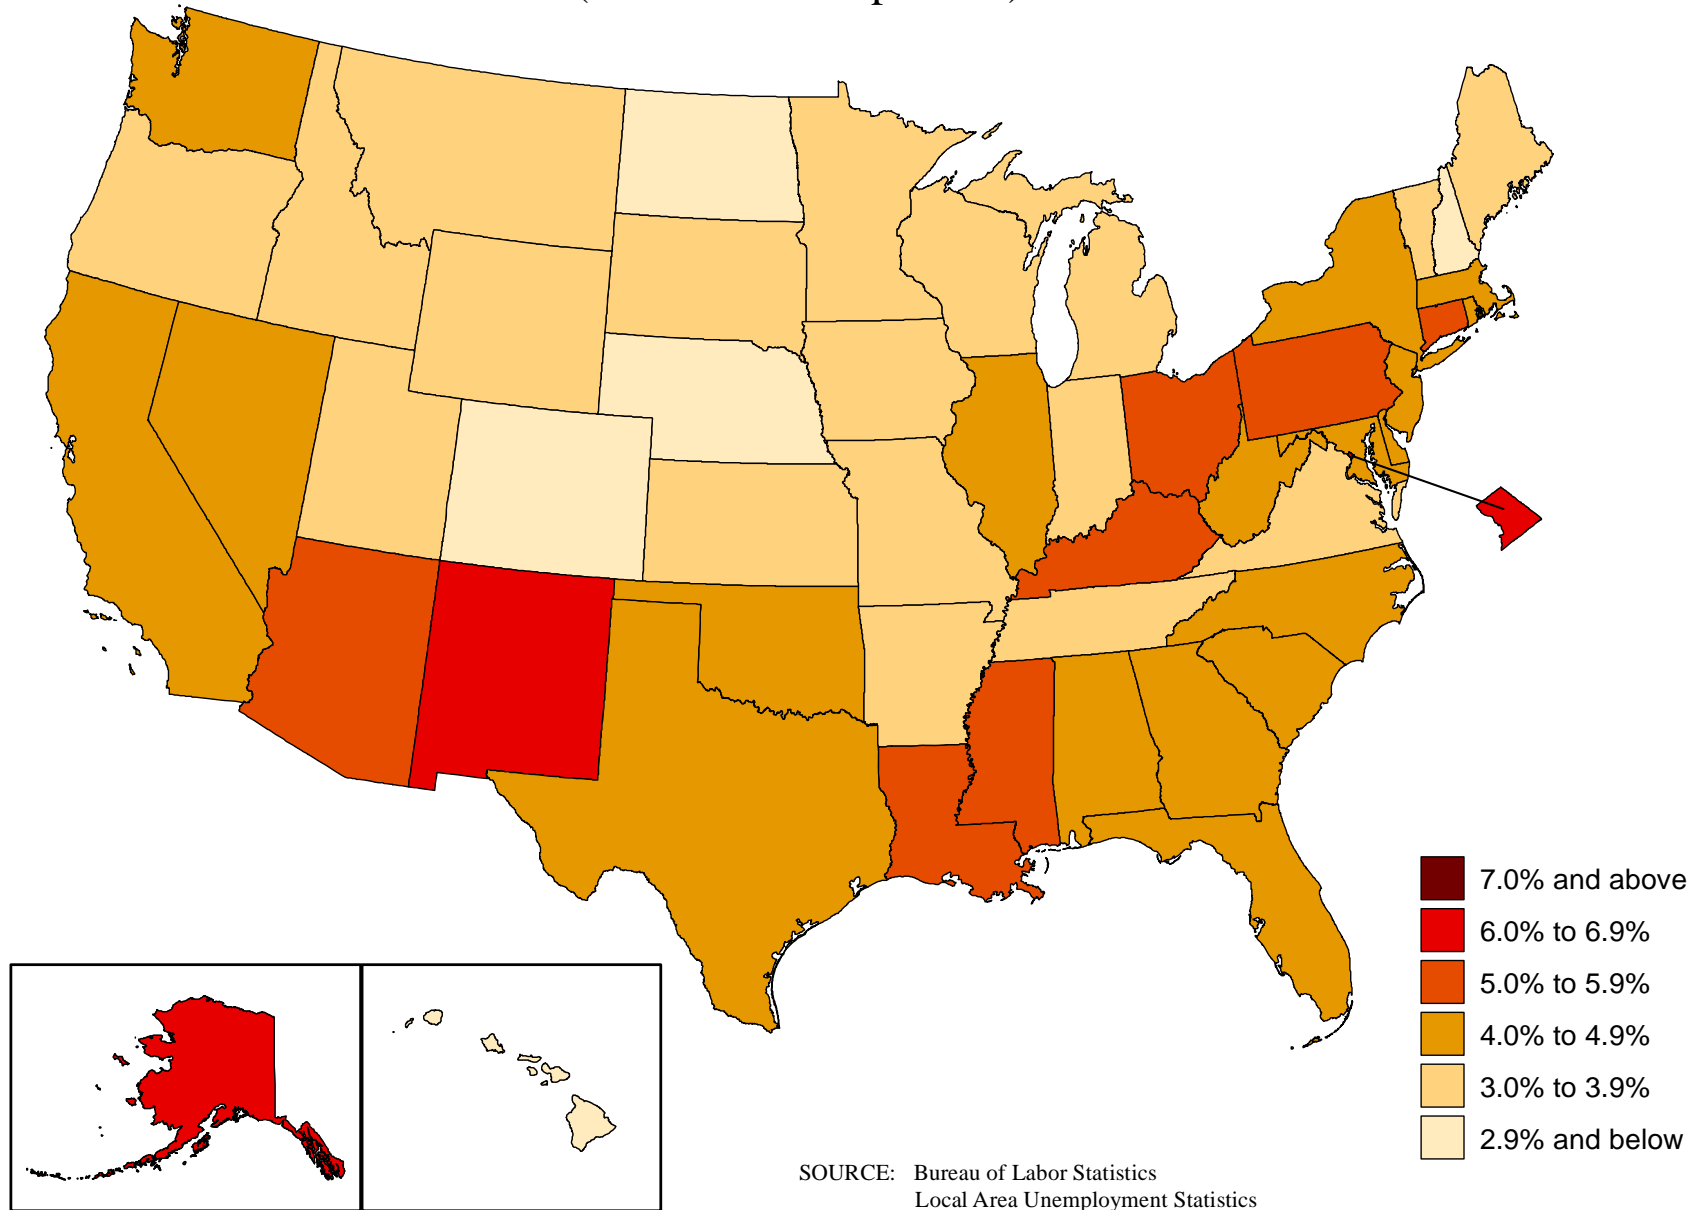 7.0% and above
6.0% to 6.9%
5.0% to 5.9%
4.0% to 4.9%
3.0% to 3.9%
2.9% and below
SOURCE: Bureau of Labor Statistics
Local Area Unemployment Statistics